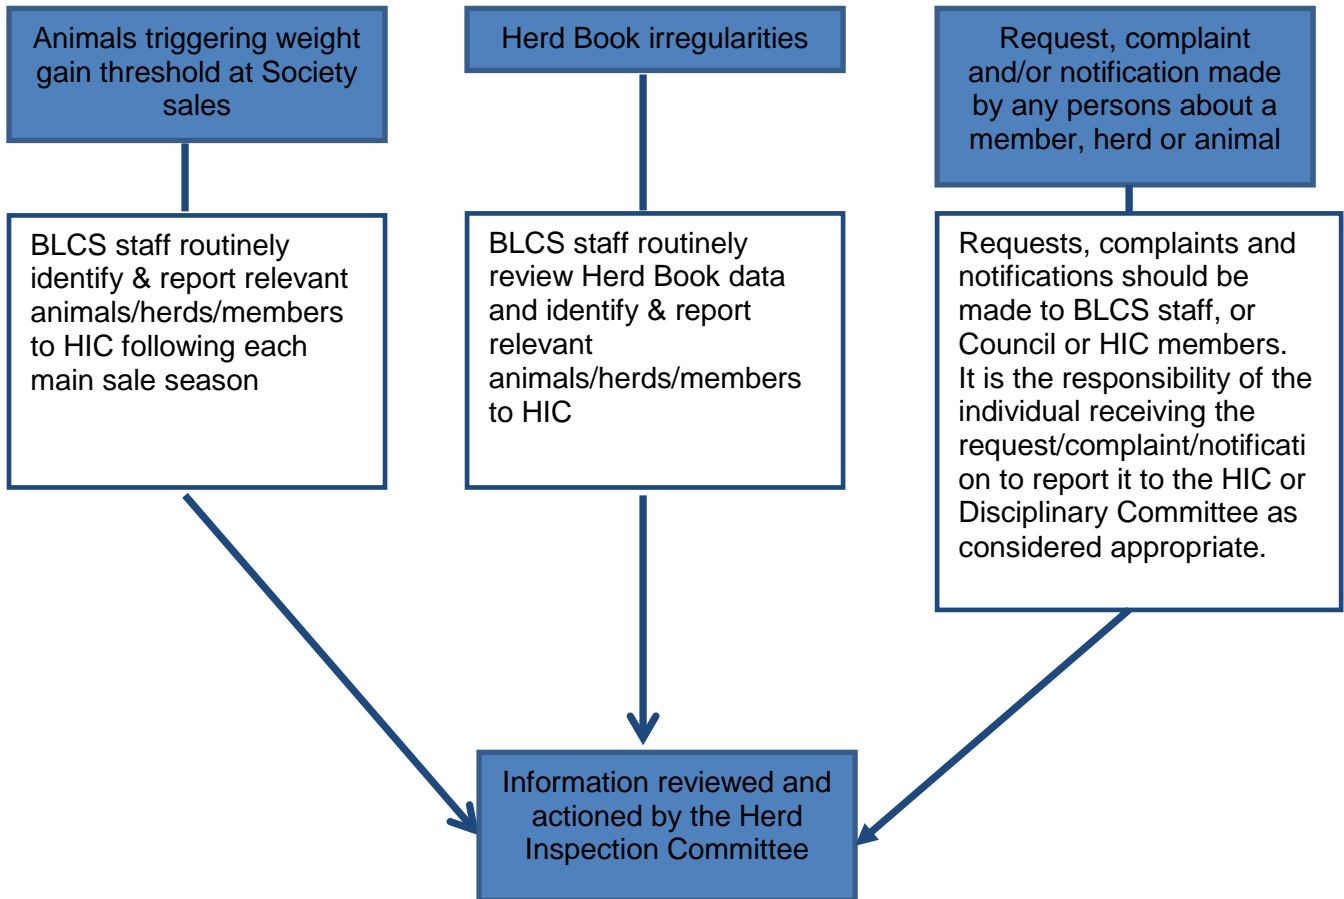 Animals triggering weight
gain threshold at Society
sales
Herd Book irregularities
Request, complaint
and/or notification made
by any persons about a
member, herd or animal
BLCS staff routinely
identify & report relevant
animals/herds/members
to HIC following each
main sale season
BLCS staff routinely
review Herd Book data
and identify & report
relevant
animals/herds/members
to HIC
Requests, complaints and
notifications should be
made to BLCS staff, or
Council or HIC members.
It is the responsibility of the
individual receiving the
request/complaint/notificati
on to report it to the HIC or
Disciplinary Committee as
considered appropriate.
Information reviewed and
actioned by the Herd
Inspection Committee